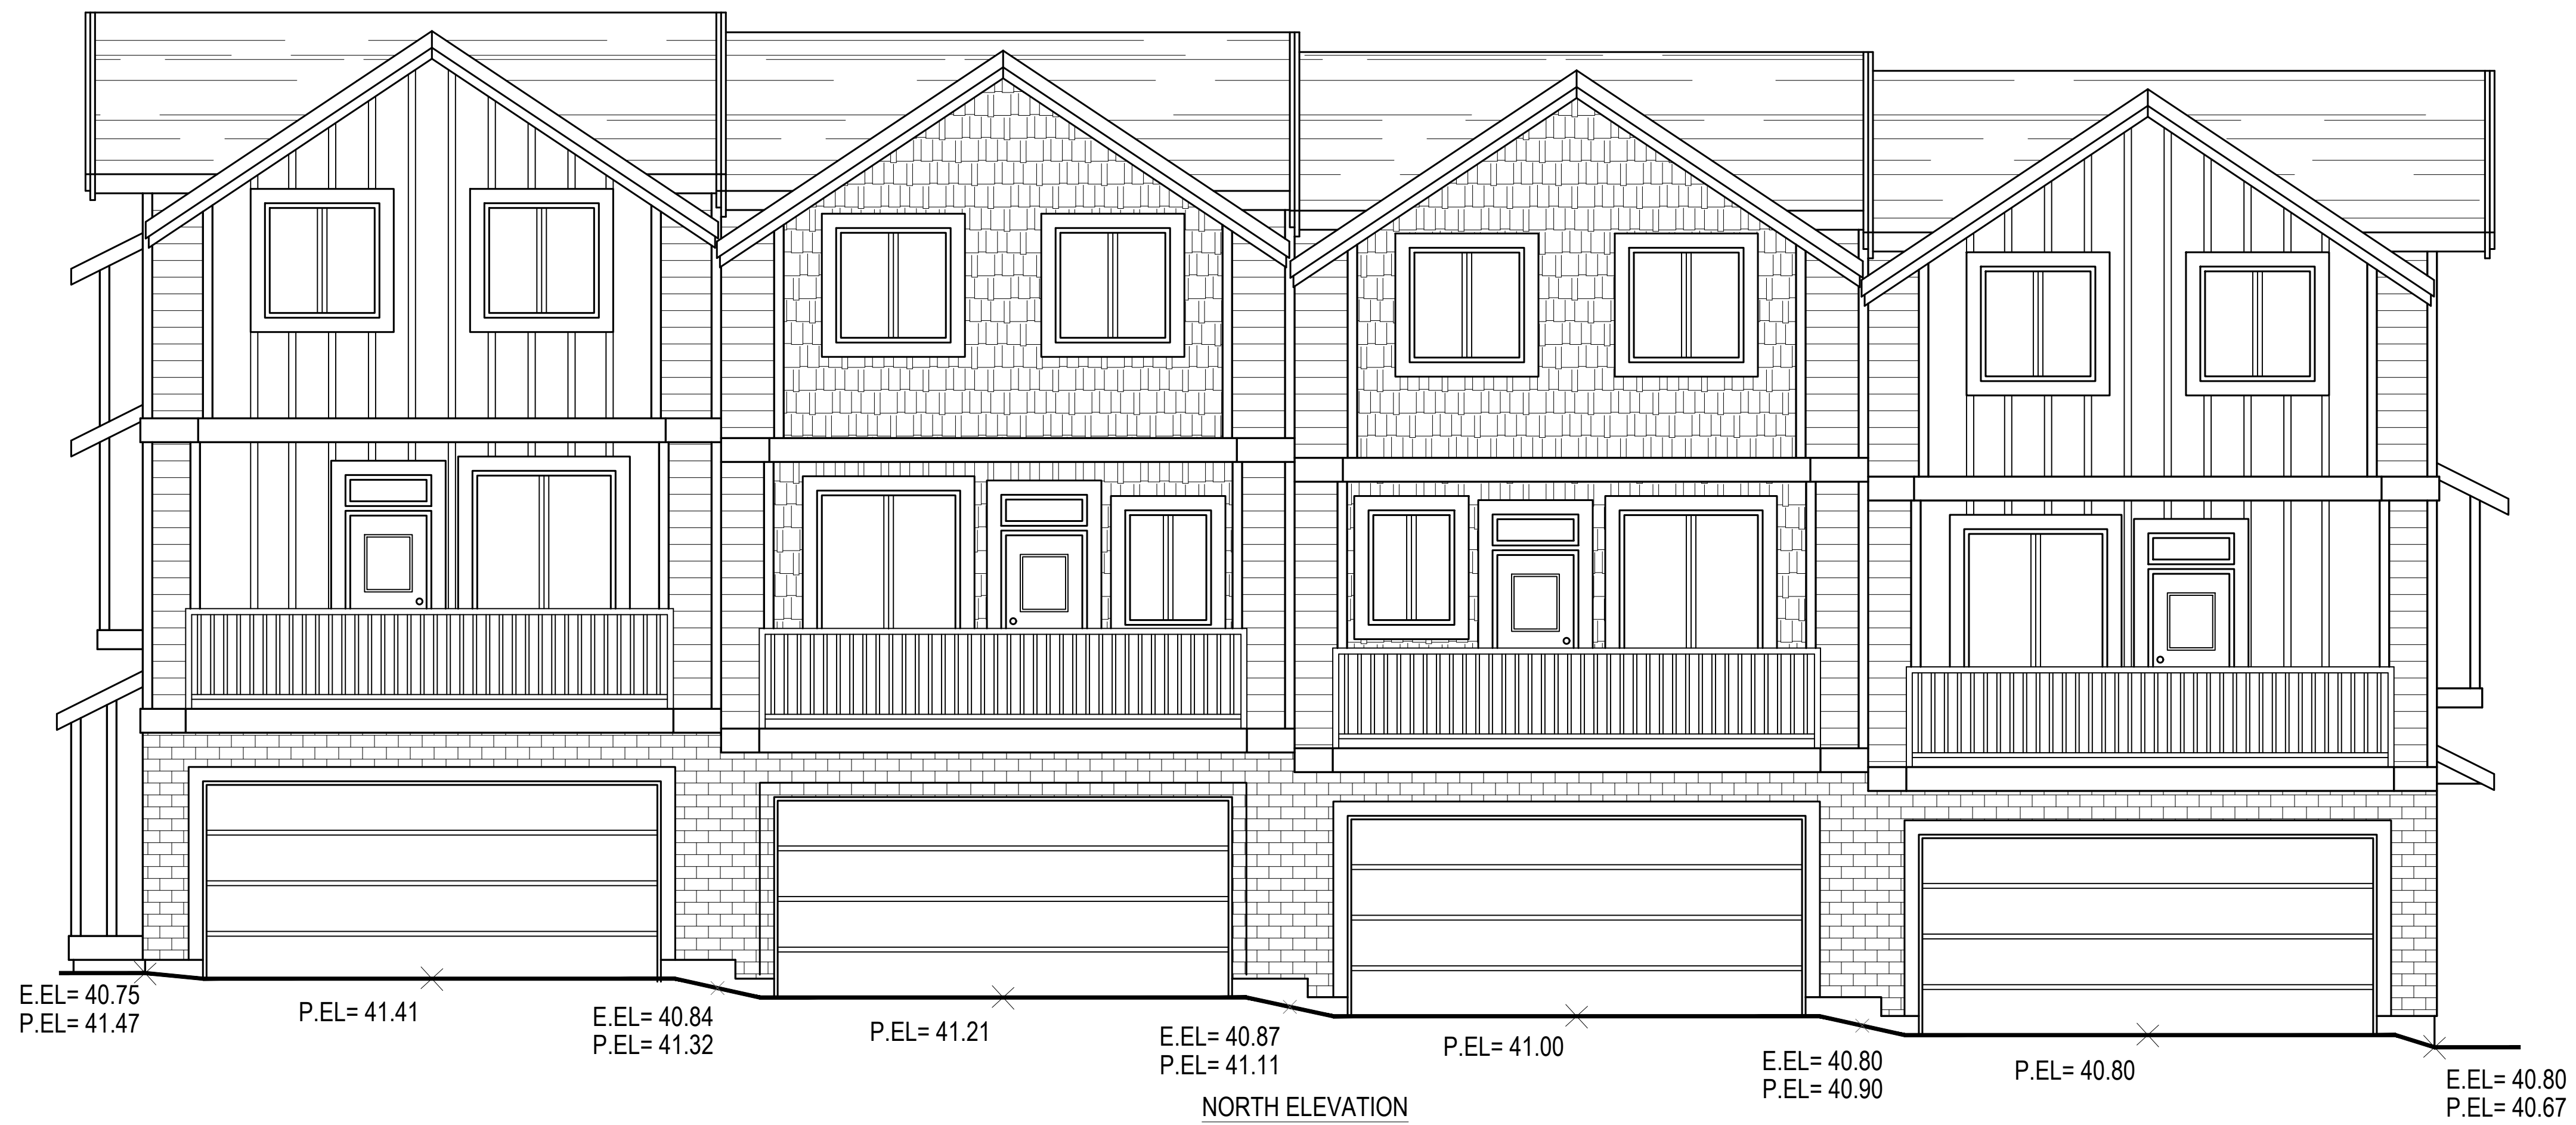 E.EL= 40.75
P.EL= 41.47
P.EL= 41.41
E.EL= 40.84
P.EL= 41.32
P.EL= 41.21
E.EL= 40.87
P.EL= 41.11
P.EL= 41.00
E.EL= 40.80
P.EL= 40.90
P.EL= 40.80
E.EL= 40.80
P.EL= 40.67
NORTH ELEVATION